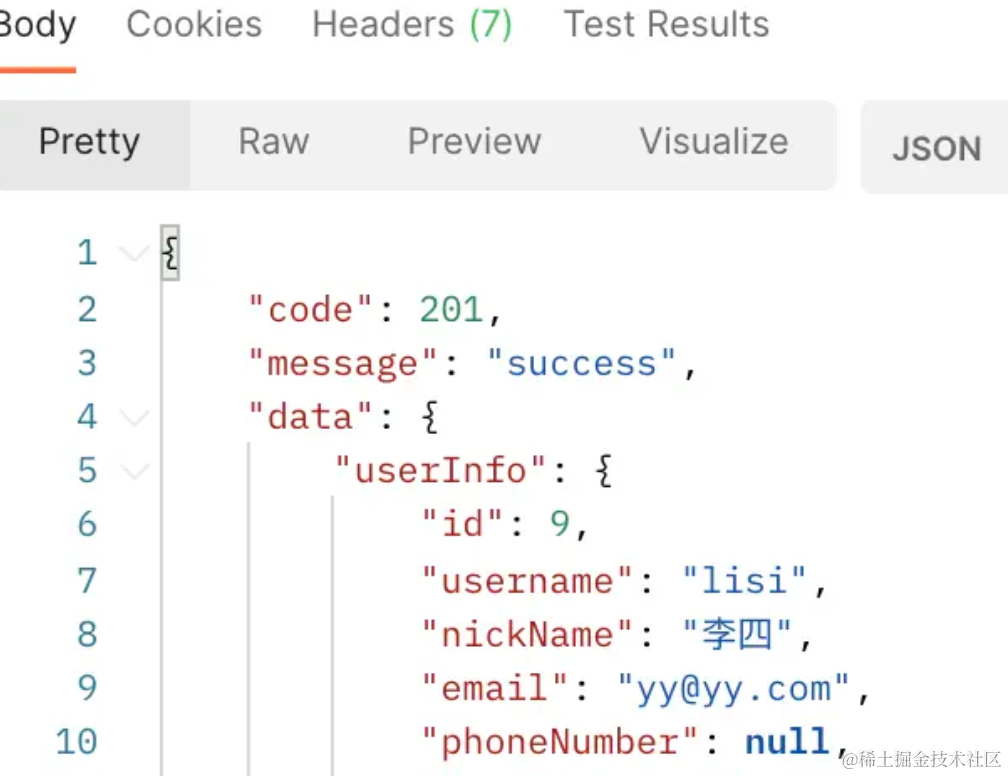 Body Cookies Headers (7) Test Results
Pretty Raw Preview Visualize JSON
1 {
2 "code": 201,
3 "message": "success",
4 "data": {
5 "userInfo": {
6 "id": 9,
7 "username": "lisi",
8 "nickName": "李四",
9 "email": "yy@yy.com",
10 "phoneNumber": null,
@稀土掘金技术社区